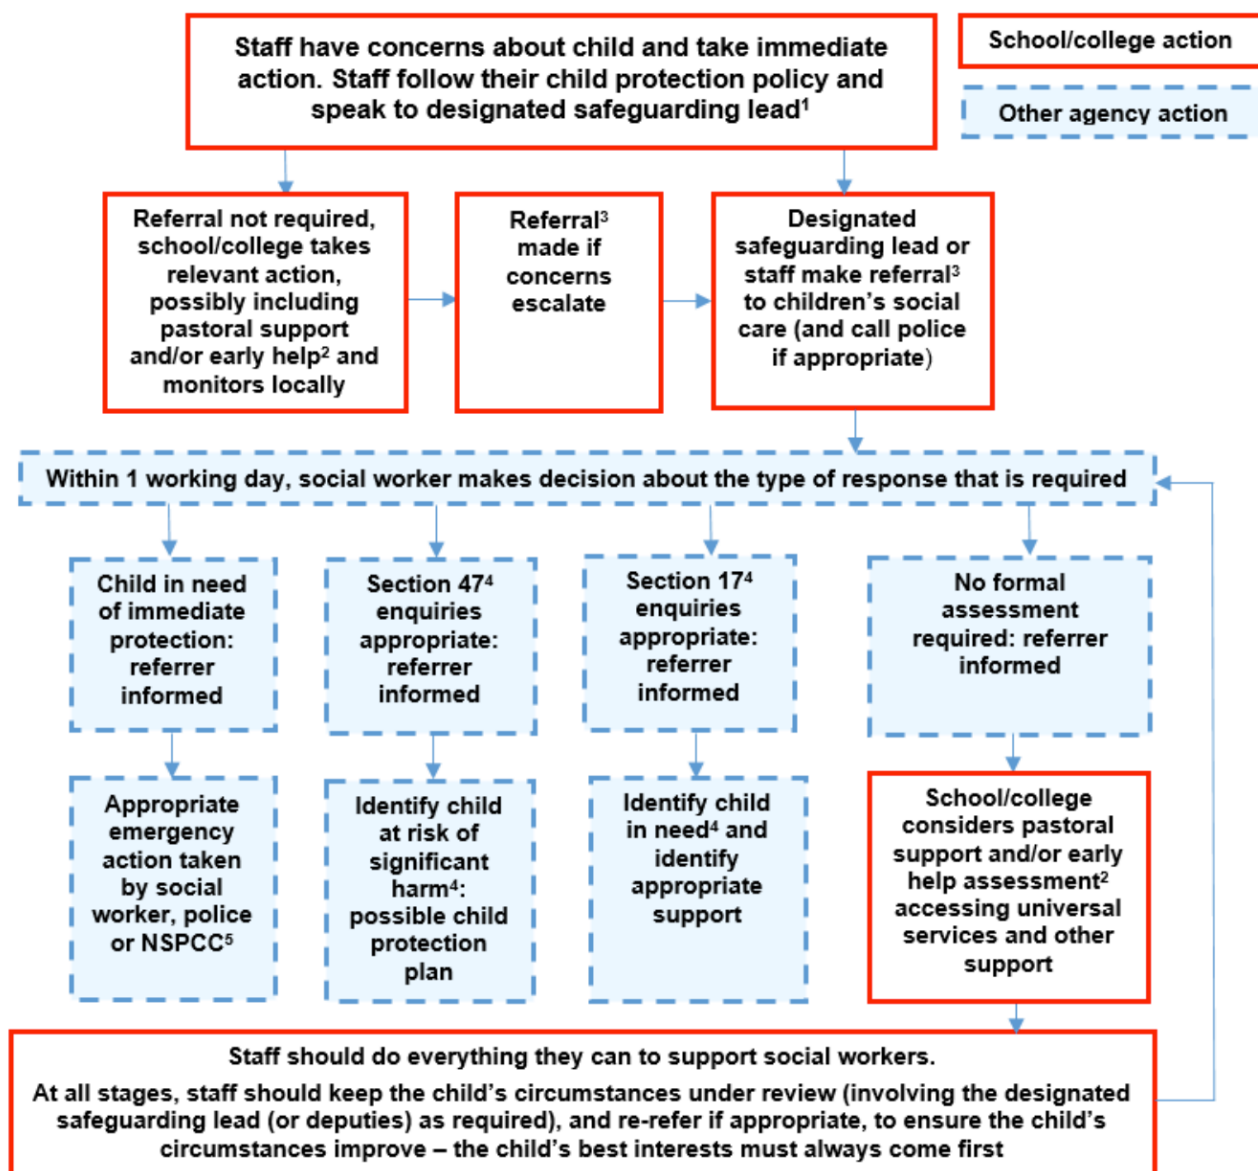 Staff have concerns about child and take immediate
action. Staff follow their child protection policy and
speak to designated safeguarding lead¹
School/college action
Other agency action
Referral not required,
school/college takes
relevant action,
possibly including
pastoral support
and/or early help² and
monitors locally
Referral³
made if
concerns
escalate
Designated
safeguarding lead or
staff make referral³
to children’s social
care (and call police
if appropriate)
Within 1 working day, social worker makes decision about the type of response that is required
Child in need
of immediate
protection:
referrer
informed
Section 47⁴
enquiries
appropriate:
referrer
informed
Section 17⁴
enquiries
appropriate:
referrer
informed
No formal
assessment
required: referrer
informed
Appropriate
emergency
action taken
by social
worker, police
or NSPCC⁵
Identify child
at risk of
significant
harm⁴:
possible child
protection
plan
Identify child
in need⁴ and
identify
appropriate
support
School/college
considers pastoral
support and/or early
help assessment²
accessing universal
services and other
support
Staff should do everything they can to support social workers.
At all stages, staff should keep the child’s circumstances under review (involving the designated
safeguarding lead (or deputies) as required), and re-refer if appropriate, to ensure the child’s
circumstances improve – the child’s best interests must always come first